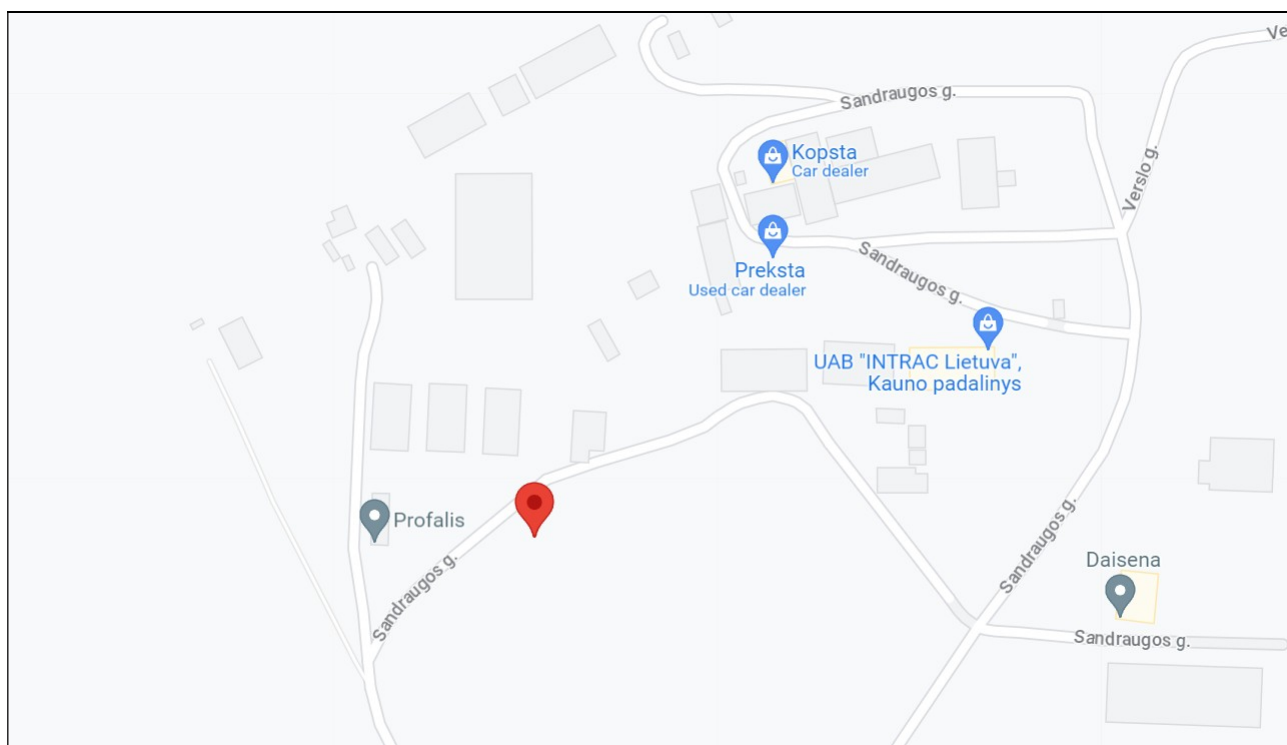 Ve
Sandraugos g.
Kopsta
Car dealer
Verslo g.
Preksta
Used car dealer
Sandraugos g.
UAB "INTRAC Lietuva",
Kauno padalinys
Profalis
Sandraugos g.
Sandraugos g.
Daisena
Sandraugos g.